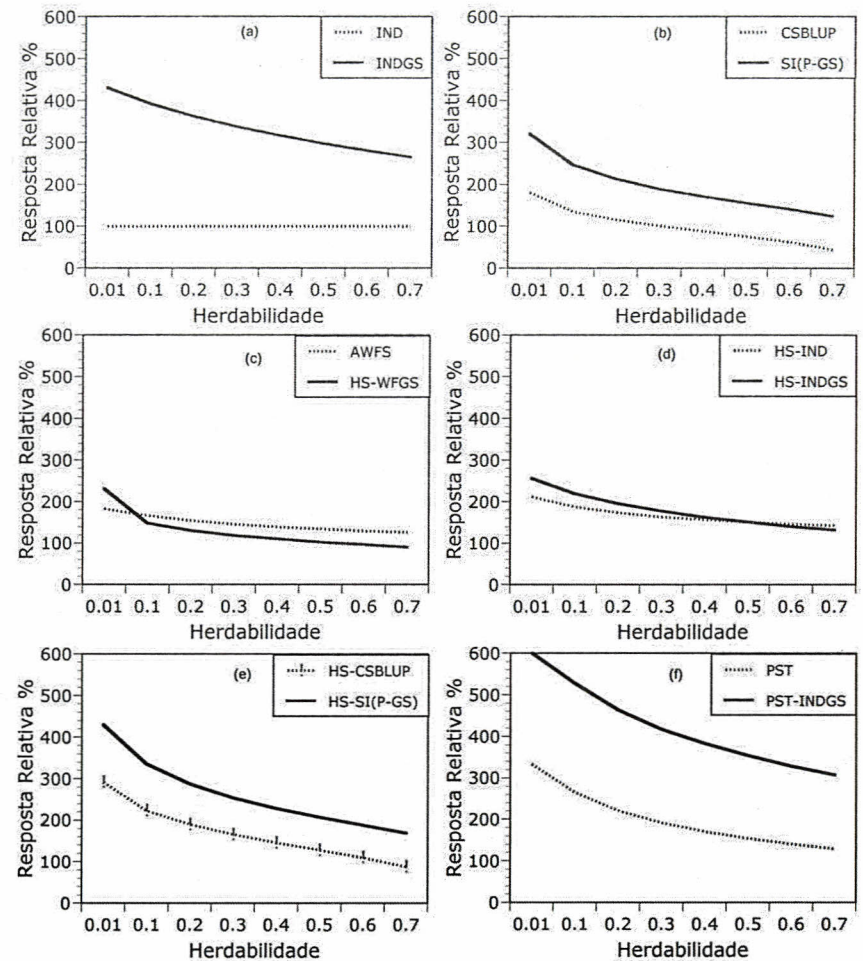 (a)
IND
INDGS
Resposta Relativa %
600
500
400
300
200
100
0
0.01 0.1 0.2 0.3 0.4 0.5 0.6 0.7
Herdabilidade
(b)
CSBLUP
SI(P-GS)
Resposta Relativa %
600
500
400
300
200
100
0
0.01 0.1 0.2 0.3 0.4 0.5 0.6 0.7
Herdabilidade
(c)
AWFS
HS-WFGS
Resposta Relativa %
600
500
400
300
200
100
0
0.01 0.1 0.2 0.3 0.4 0.5 0.6 0.7
Herdabilidade
(d)
HS-IND
HS-INDGS
Resposta Relativa %
600
500
400
300
200
100
0
0.01 0.1 0.2 0.3 0.4 0.5 0.6 0.7
Herdabilidade
(e)
HS-CSBLUP
HS-SI(P-GS)
Resposta Relativa %
600
500
400
300
200
100
0
0.01 0.1 0.2 0.3 0.4 0.5 0.6 0.7
Herdabilidade
(f)
PST
PST-INDGS
Resposta Relativa %
600
500
400
300
200
100
0
0.01 0.1 0.2 0.3 0.4 0.5 0.6 0.7
Herdabilidade